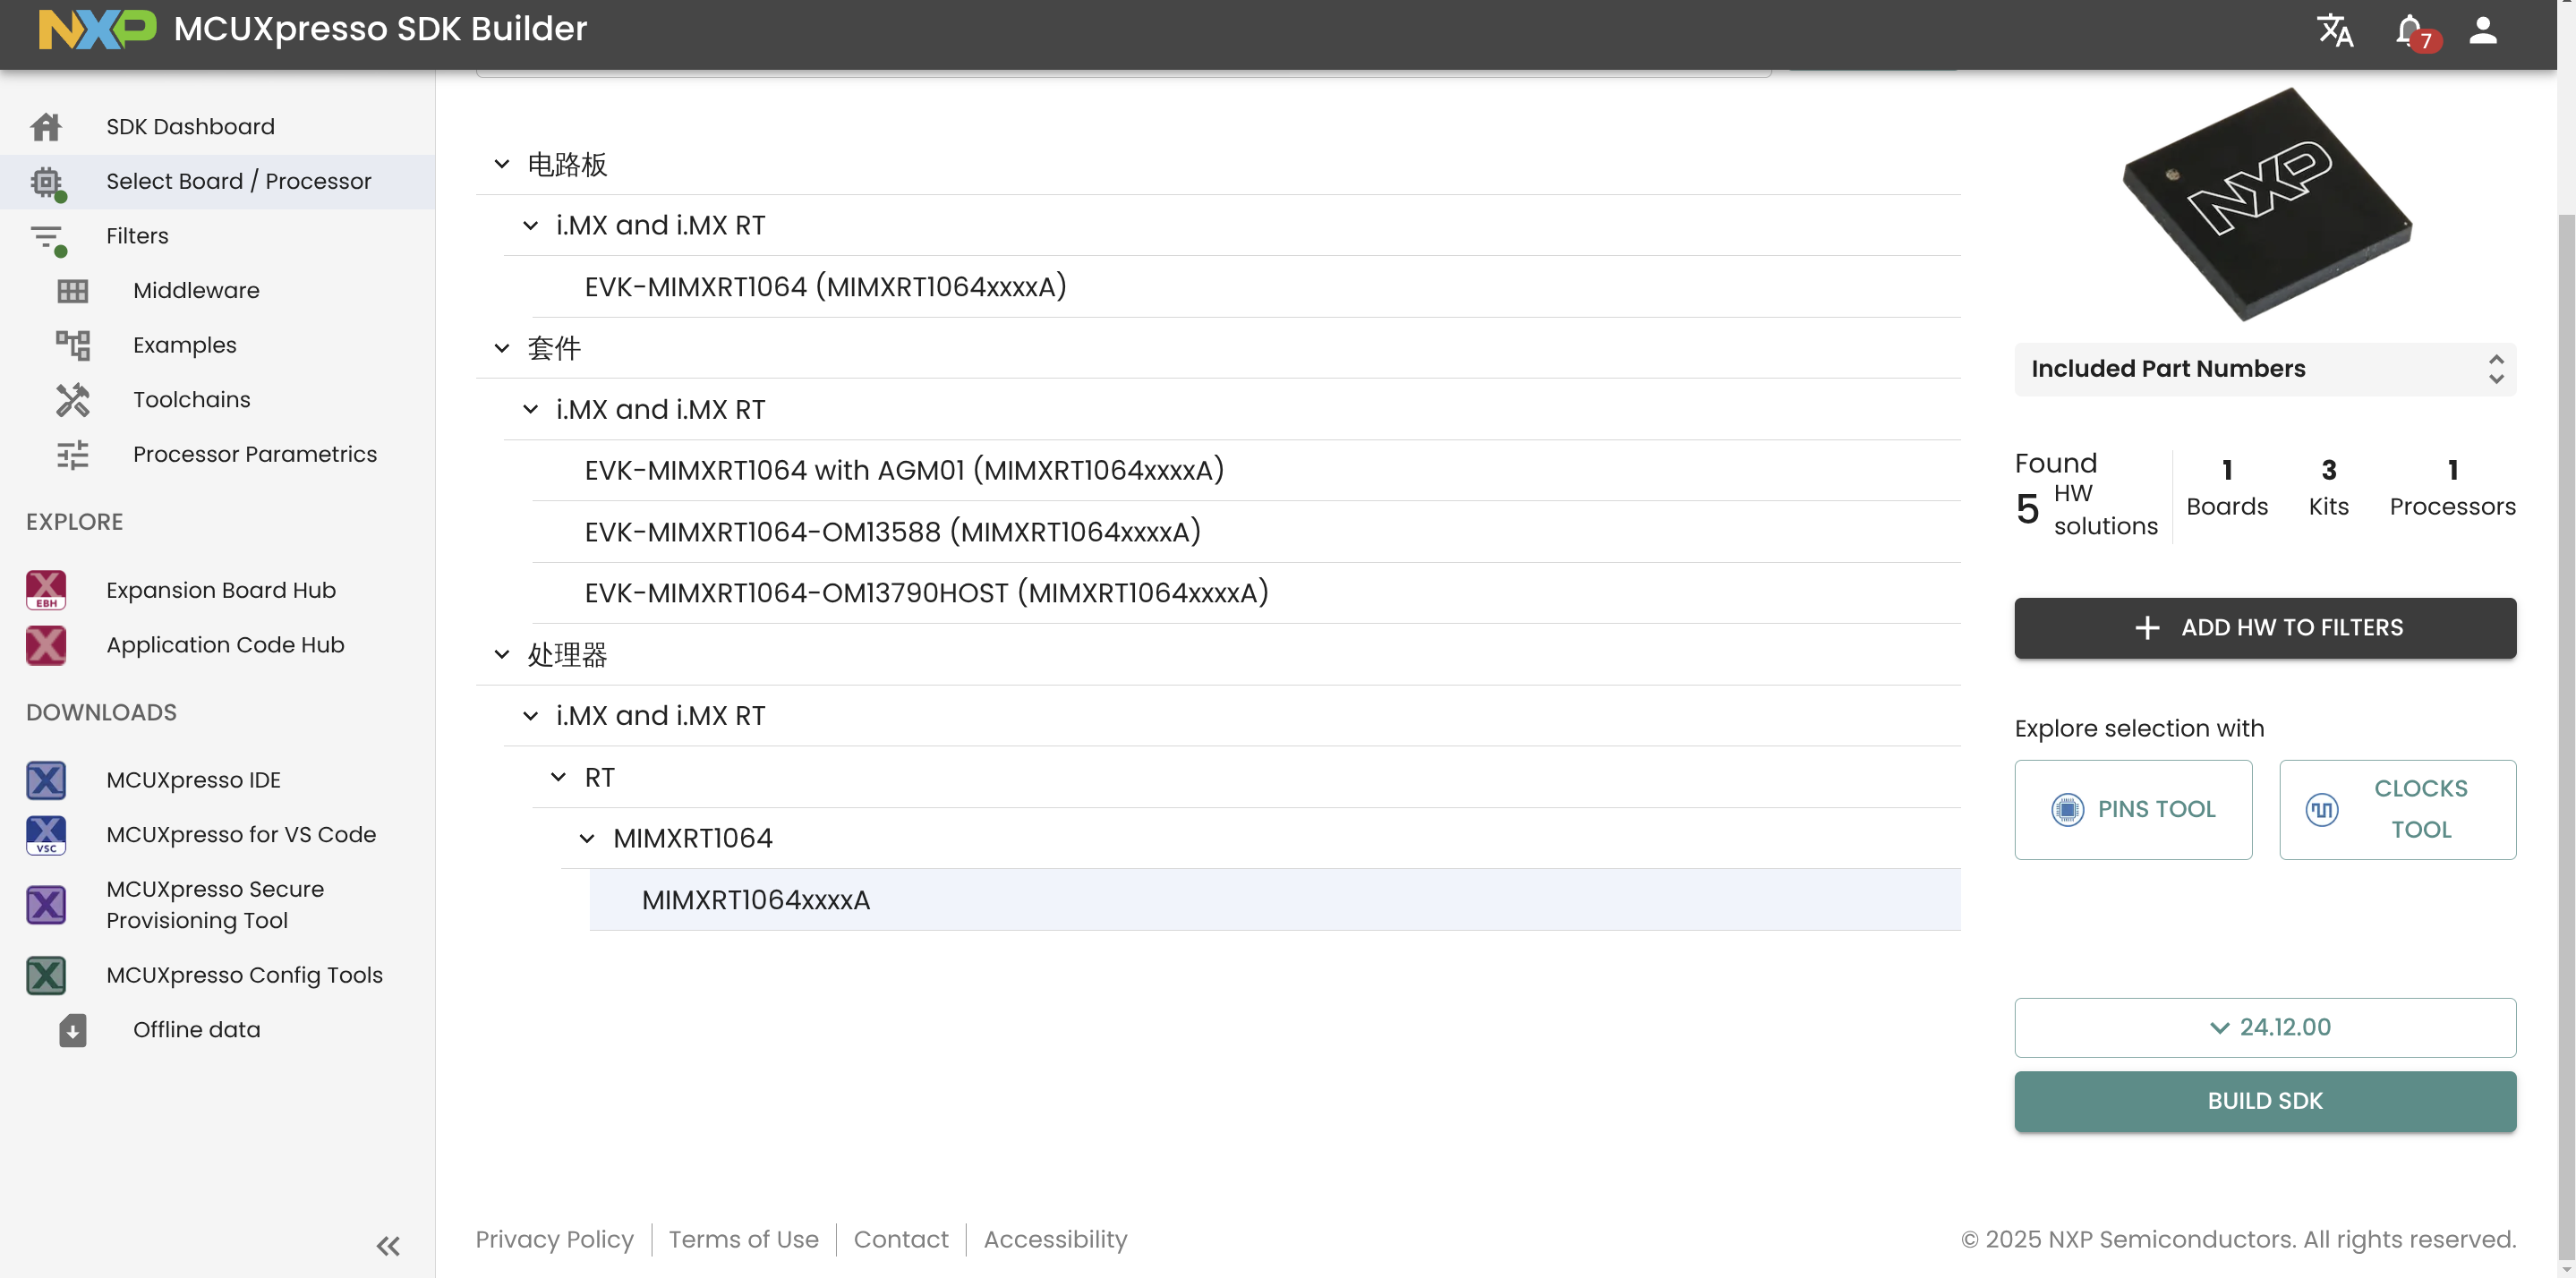 NXP MCUXpresso SDK Builder
7
SDK Dashboard
Select Board / Processor
Filters
Middleware
Examples
Toolchains
Processor Parametrics
EXPLORE
EBH
Expansion Board Hub
Application Code Hub
DOWNLOADS
MCUXpresso IDE
VSC
MCUXpresso for VS Code
MCUXpresso Secure
Provisioning Tool
MCUXpresso Config Tools
Offline data
电路板
i.MX and i.MX RT
EVK-MIMXRT1064 (MIMXRT1064xxxxA)
套件
i.MX and i.MX RT
EVK-MIMXRT1064 with AGM01 (MIMXRT1064xxxxA)
EVK-MIMXRT1064-OM13588 (MIMXRT1064xxxxA)
EVK-MIMXRT1064-OM13790HOST (MIMXRT1064xxxxA)
处理器
i.MX and i.MX RT
RT
MIMXRT1064
MIMXRT1064xxxxA
NXP
Included Part Numbers
Found
5 HW
solutions
1
Boards
3
Kits
1
Processors
ADD HW TO FILTERS
Explore selection with
PINS TOOL
CLOCKS
TOOL
24.12.00
BUILD SDK
Privacy Policy
Terms of Use
Contact
Accessibility
© 2025 NXP Semiconductors. All rights reserved.